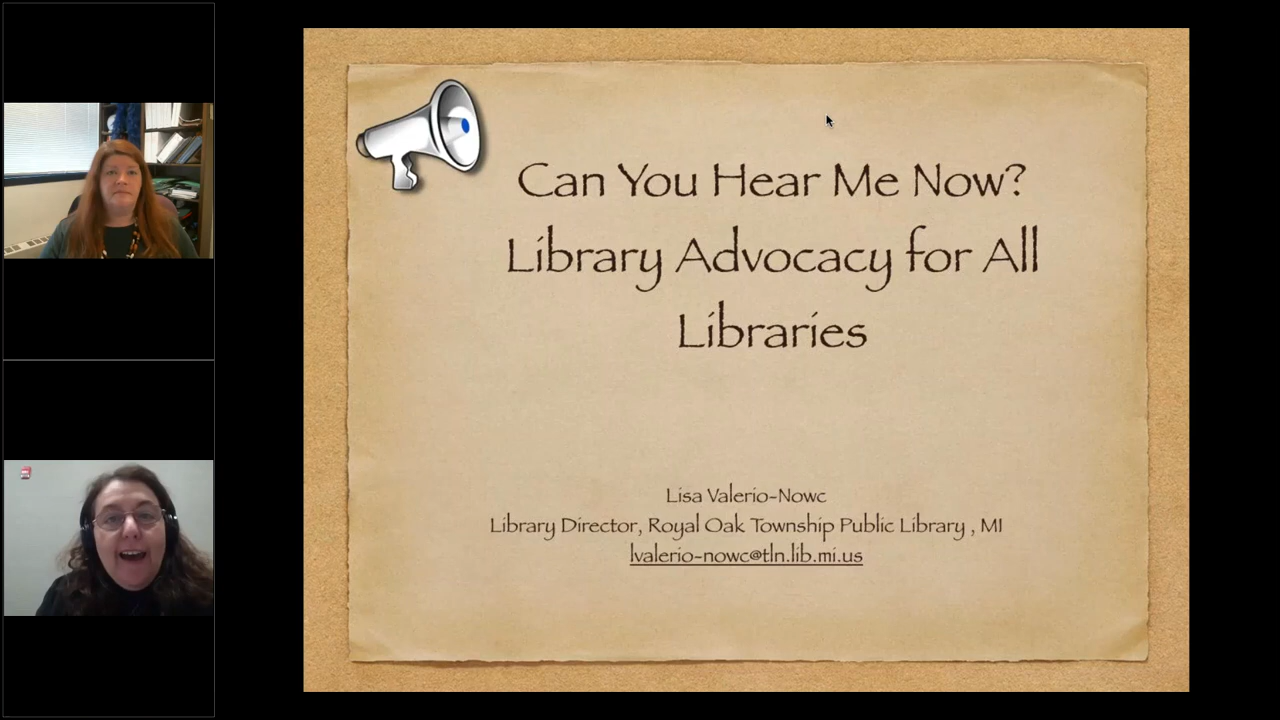 Can You Hear Me Now?
Library Advocacy for All
Libraries
Lisa Valerio-Nowc
Library Director, Royal Oak Township Public Library , MI
lvalerio-nowc@tln.lib.mi.us